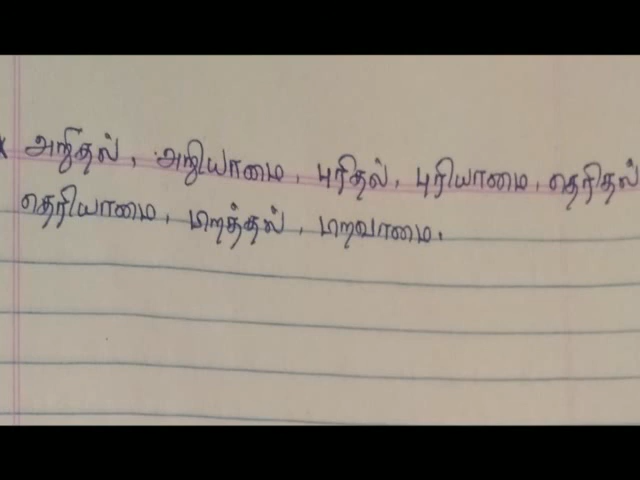 அறிதல், அறியாமை, புரிதல், புரியாமை, தெரிதல்
தெரியாமை, மறத்தல், மறவாமை.